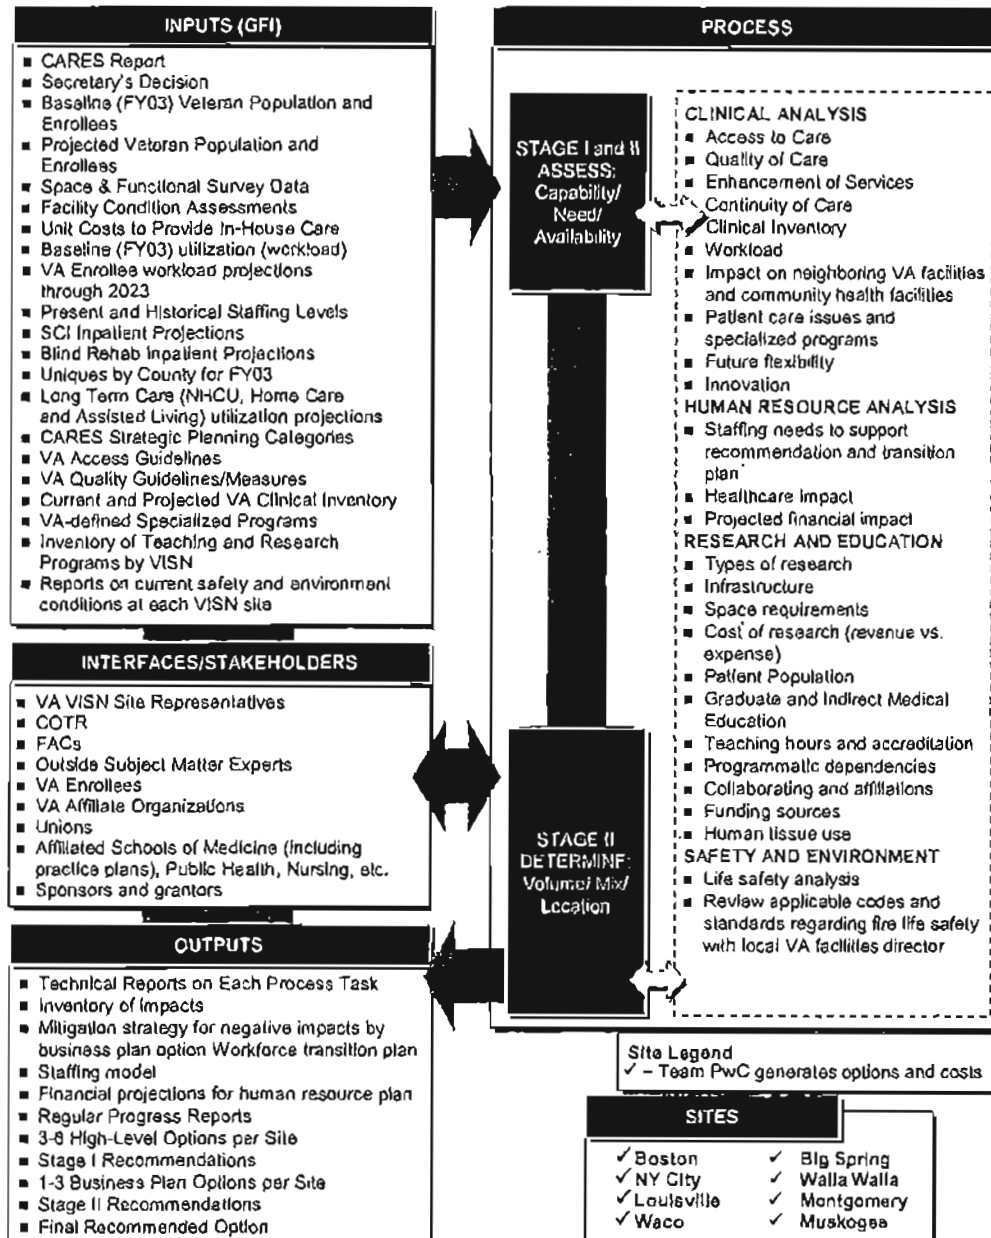 INPUTS (GFI)
CARES Report
Secretary's Decision
Baseline (FY03) Veteran Population and
Enrollees
Projected Veteran Population and
Enrollees
Space & Functional Survey Data
Facility Condition Assessments
Unit Costs to Provide In-House Care
Baseline (FY03) utilization (workload)
VA Enrollee workload projections
through 2023
Present and Historical Staffing Levels
SCI Inpatient Projections
Blind Rehab Inpatient Projections
Uniques by County for FY03
Long Term Care (NHCU, Home Care
and Assisted Living) utilization projections
CARES Strategic Planning Categories
VA Access Guidelines
VA Quality Guidelines/Measures
Current and Projected VA Clinical Inventory
VA-defined Specialized Programs
Inventory of Teaching and Research
Programs by VISN
Reports on current safety and environment
conditions at each VISN site
INTERFACES/STAKEHOLDERS
VA VISN Site Representatives
COTR
FACs
Outside Subject Matter Experts
VA Enrollees
VA Affiliate Organizations
Unions
Affiliated Schools of Medicine (including
practice plans), Public Health, Nursing, etc.
Sponsors and grantors
OUTPUTS
Technical Reports on Each Process Task
Inventory of Impacts
Mitigation strategy for negative impacts by
business plan option Workforce transition plan
Staffing model
Financial projections for human resource plan
Regular Progress Reports
3-6 High-Level Options per Site
Stage I Recommendations
1-3 Business Plan Options per Site
Stage II Recommendations
Final Recommended Option
PROCESS
STAGE I and II
ASSESS:
Capability/
Need/
Availability
STAGE II
DETERMINE:
Volume/ Mix/
Location
CLINICAL ANALYSIS
Access to Care
Quality of Care
Enhancement of Services
Continuity of Care
Clinical Inventory
Workload
Impact on neighboring VA facilities
and community health facilities
Patient care issues and
specialized programs
Future flexibility
Innovation
HUMAN RESOURCE ANALYSIS
Staffing needs to support
recommendation and transition
plan
Healthcare Impact
Projected financial impact
RESEARCH AND EDUCATION
Types of research
Infrastructure
Space requirements
Cost of research (revenue vs.
expense)
Patient Population
Graduate and Indirect Medical
Education
Teaching hours and accreditation
Programmatic dependencies
Collaborating and affiliations
Funding sources
Human tissue use
SAFETY AND ENVIRONMENT
Life safety analysis
Review applicable codes and
standards regarding fire life safety
with local VA facilities director
Site Legend
✓ – Team PwC generates options and costs
SITES
✓ Boston
✓ NY City
✓ Louisville
✓ Waco
✓ Big Spring
✓ Walla Walla
✓ Montgomery
✓ Muskogee